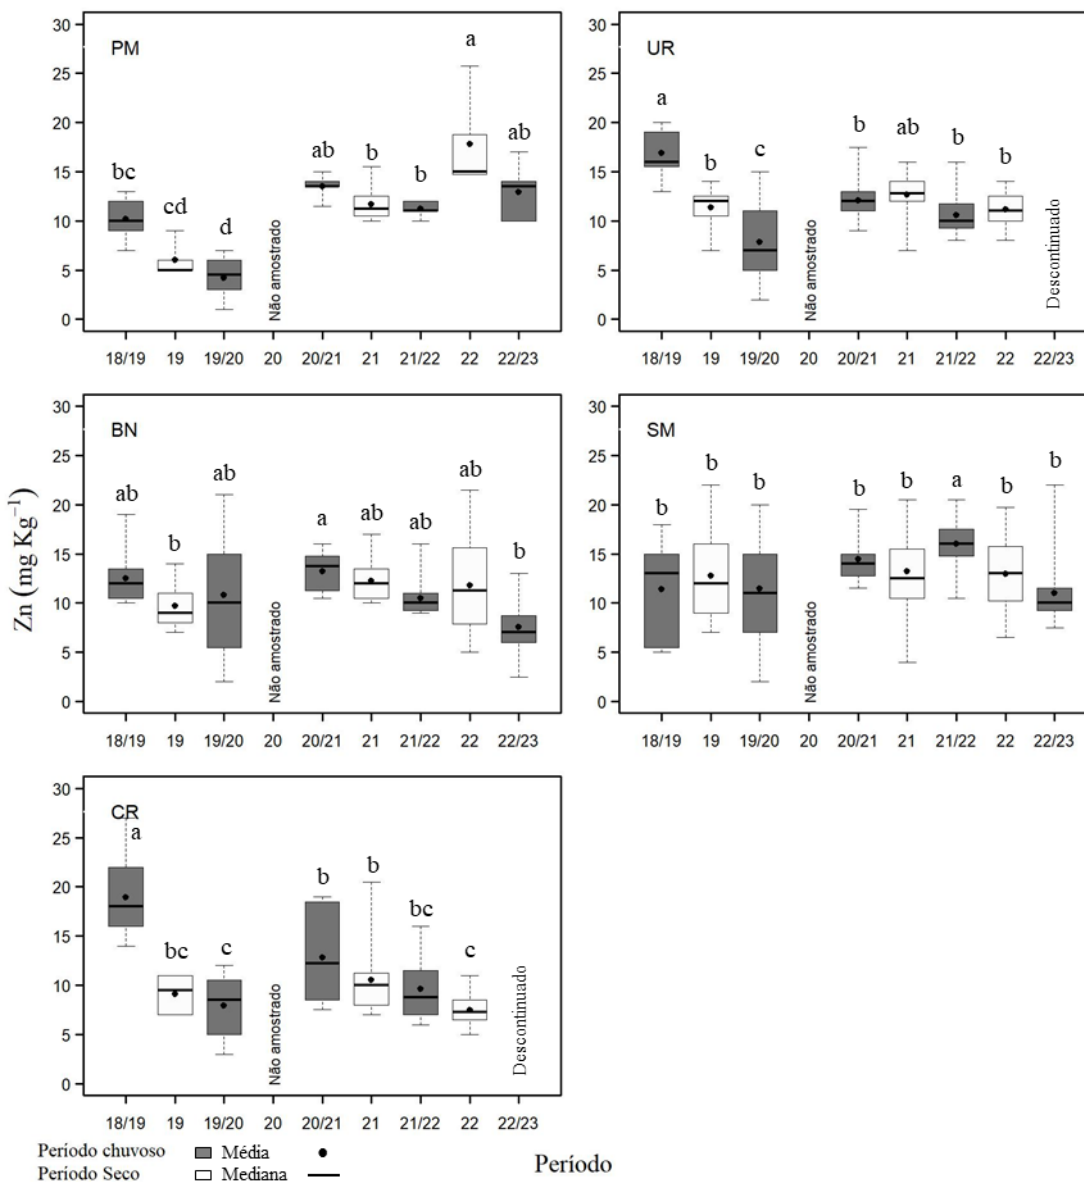 Zn (mg Kg⁻¹)
PM
30
25
20
15
10
5
0
bc
cd
d
Não amostrado
ab
b
b
a
ab
18/19 19 19/20 20 20/21 21 21/22 22 22/23
UR
30
25
20
15
10
5
0
a
b
c
Não amostrado
b
ab
b
b
Descontinuado
18/19 19 19/20 20 20/21 21 21/22 22 22/23
BN
30
25
20
15
10
5
0
ab
b
ab
Não amostrado
a
ab
ab
ab
b
18/19 19 19/20 20 20/21 21 21/22 22 22/23
SM
30
25
20
15
10
5
0
b
b
b
Não amostrado
b
b
a
b
b
18/19 19 19/20 20 20/21 21 21/22 22 22/23
CR
30
25
20
15
10
5
0
a
bc
c
Não amostrado
b
b
bc
c
Descontinuado
18/19 19 19/20 20 20/21 21 21/22 22 22/23
Período chuvoso Média
Periodo Seco Mediana
Período